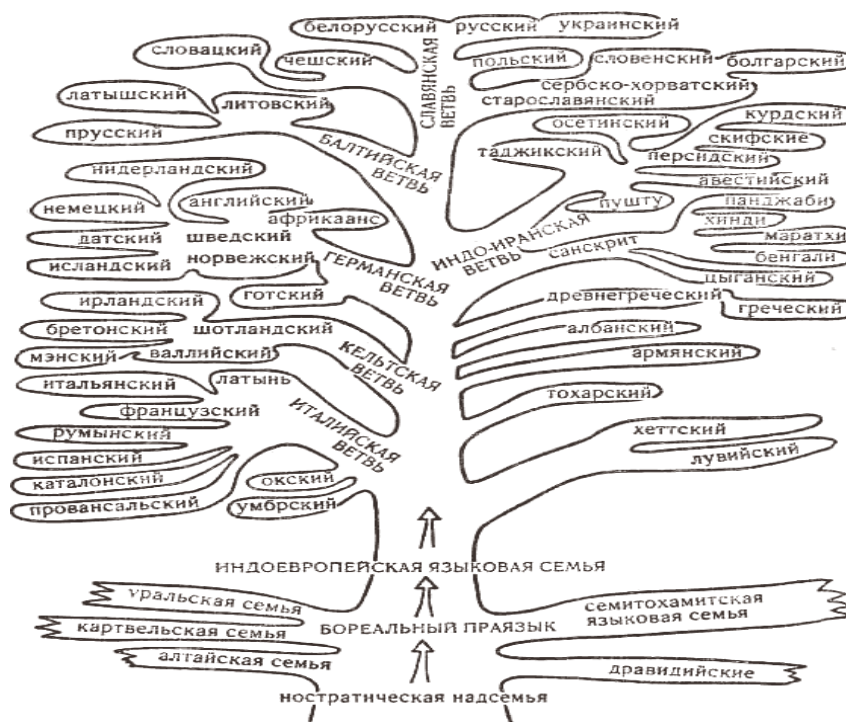 белорусский
русский
украинский
словацкий
чешский
СЛАВЯНСКАЯ
ВЕТВЬ
польский
словенский
болгарский
сербско-хорватский
старославянский
латышский
литовский
прусский
БАЛТИЙСКАЯ
ВЕТВЬ
осетинский
курдский
таджикский
скифские
персидский
авестийский
пушту
ИНДО-ИРАНСКАЯ
ВЕТВЬ
санскрит
панджаби
хинди
маратхи
бенгали
цыганский
нидерландский
немецкий
английский
африкаанс
датский
шведский
исландский
норвежский
ГЕРМАНСКАЯ
ВЕТВЬ
готский
древнегреческий
греческий
ирландский
бретонский
шотландский
мэнский
валлийский
КЕЛЬТСКАЯ
ВЕТВЬ
албанский
армянский
тохарский
итальянский
латынь
французский
ИТАЛИЙСКАЯ
ВЕТВЬ
румынский
испанский
каталонский
провансальский
окский
умбрский
хеттский
лувийский
ИНДОЕВРОПЕЙСКАЯ ЯЗЫКОВАЯ СЕМЬЯ
уральская семья
картвельская семья
алтайская семья
БОРЕАЛЬНЫЙ ПРАЯЗЫК
семитохамитская
языковая семья
дравидийские
ностратическая надсемья